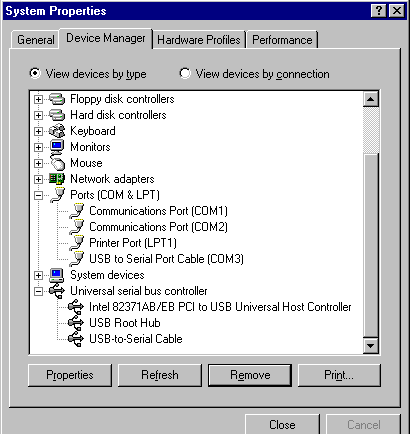 System Properties
General Device Manager Hardware Profiles Performance
View devices by type View devices by connection
Floppy disk controllers
Hard disk controllers
Keyboard
Monitors
Mouse
Network adapters
Ports (COM & LPT)
Communications Port (COM1)
Communications Port (COM2)
Printer Port (LPT1)
USB to Serial Port Cable (COM3)
System devices
Universal serial bus controller
Intel 82371AB/EB PCI to USB Universal Host Controller
USB Root Hub
USB-to-Serial Cable
Properties Refresh Remove Print...
Close Cancel